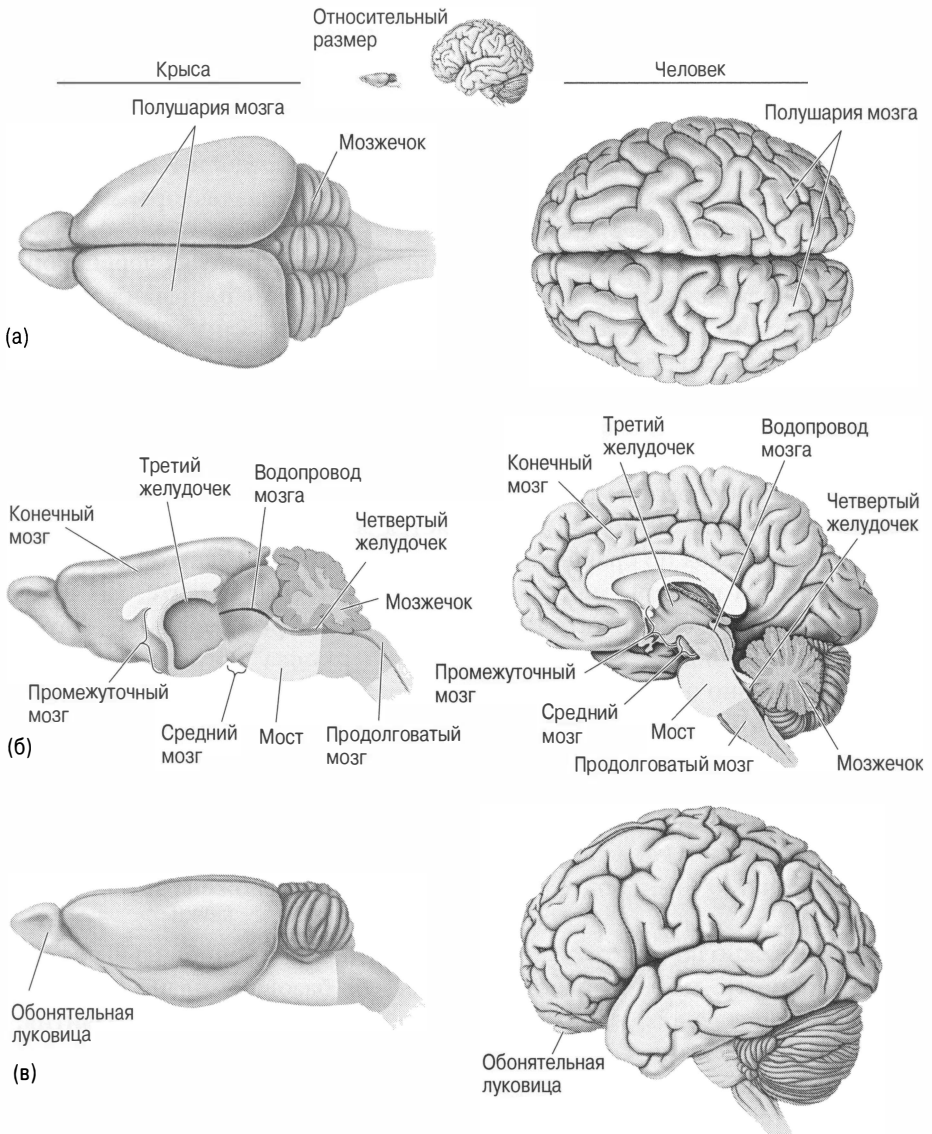 Относительный
размер
Крыса
Человек
Полушария мозга
Мозжечок
Полушария мозга
(а)
Третий
желудочек
Водопровод
мозга
Конечный
мозг
Четвертый
желудочек
Мозжечок
Промежуточный
мозг
Средний
мозг
Мост
Продолговатый
мозг
Третий
желудочек
Водопровод
мозга
Конечный
мозг
Четвертый
желудочек
Промежуточный
мозг
Средний
мозг
Мост
Продолговатый мозг
Мозжечок
(б)
Обонятельная
луковица
Обонятельная
луковица
(в)